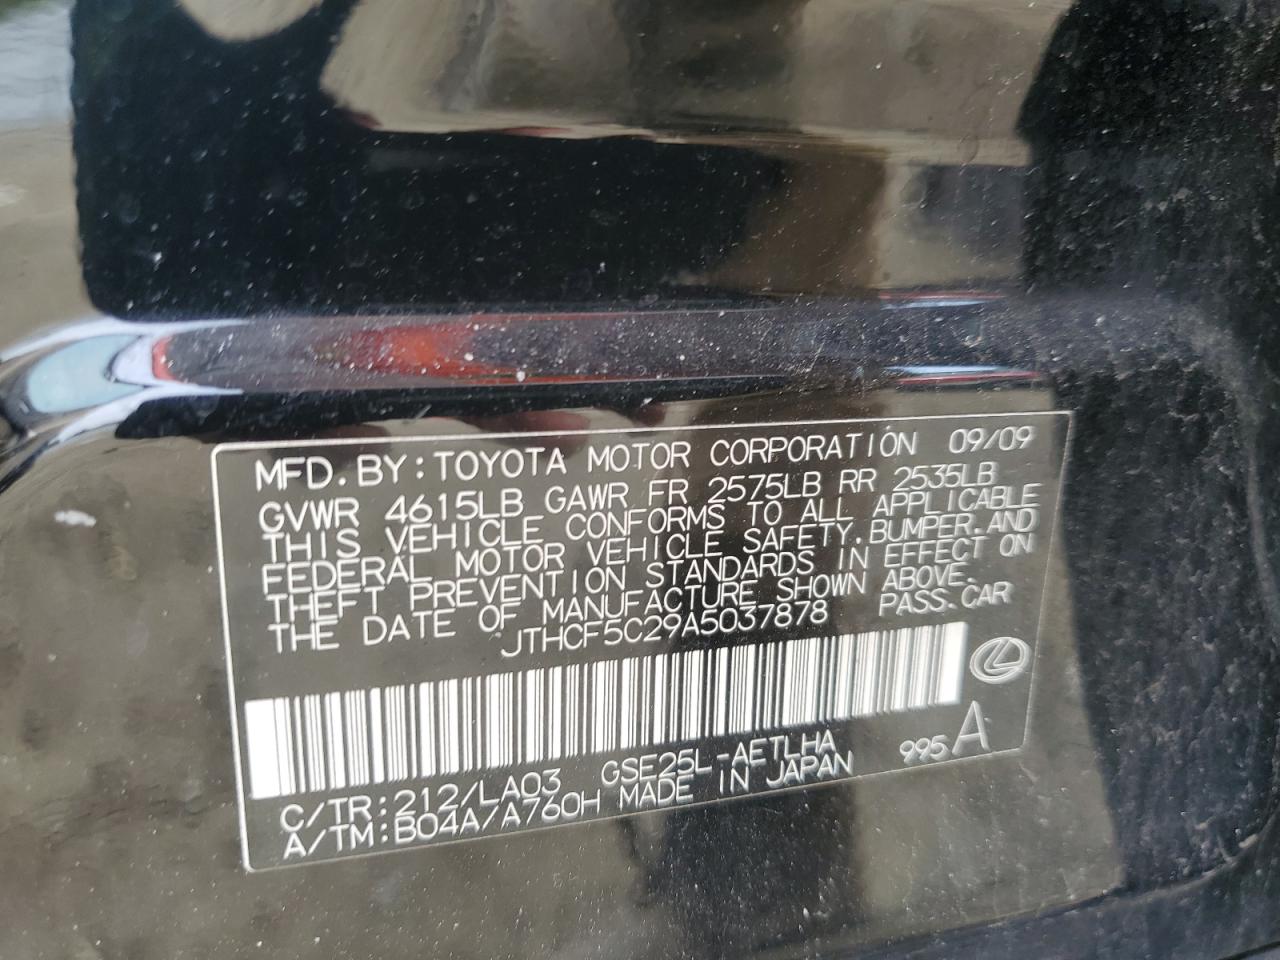 MFD. BY: TOYOTA MOTOR CORPORATION 09/09
GVWR 4615LB GAWR FR 2575LB RR 2535LB
THIS VEHICLE CONFORMS TO ALL APPLICABLE
FEDERAL MOTOR VEHICLE SAFETY, BUMPER, AND
THEFT PREVENTION STANDARDS IN EFFECT ON
THE DATE OF MANUFACTURE SHOWN ABOVE.
JTHCF5C29A5037878 PASS. CAR
C/TR: 212/LA03 GSE25L-AETLHA 995 A
A/TM: B04A/A760H MADE IN JAPAN